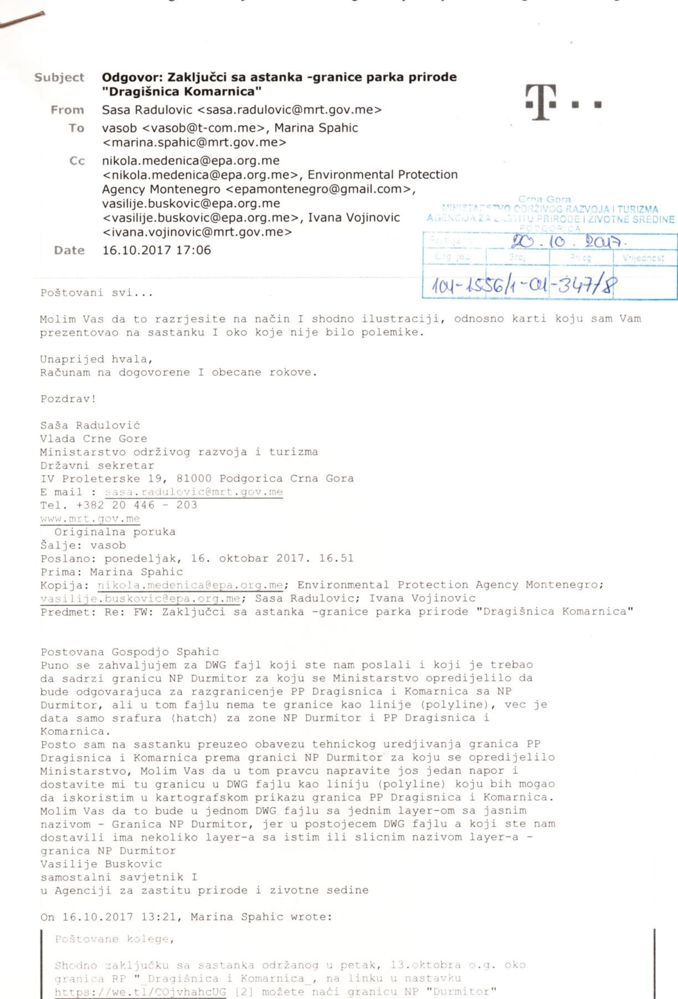 Subject Odgovor: Zaključci sa astanka -granice parka prirode
"Dragišnica Komarnica"
From Sasa Radulovic <sasa.radulovic@mrt.gov.me>
To vasob <vasob@t-com.me>, Marina Spahic
<marina.spahic@mrt.gov.me>
Cc nikola.medenica@epa.org.me
<nikola.medenica@epa.org.me>, Environmental Protection
Agency Montenegro <epamontenegro@gmail.com>,
vasilije.buskovic@epa.org.me
<vasilije.buskovic@epa.org.me>, Ivana Vojinovic
<ivana.vojinovic@mrt.gov.me>
Date 16.10.2017 17:06
T
Crna Gora
MINISTARSTVO ODRŽIVOG RAZVOJA I TURIZMA
AGENCIJA ZA ZAŠTITU PRIRODE I ŽIVOTNE SREDINE
PODGORICA
20.10.2017.
Org. jed. Broj Prilog Vrijednost
101-1556/1-01-347/8
Poštovani svi...
Molim Vas da to razrjesite na način I shodno ilustraciji, odnosno karti koju sam Vam
prezentovao na sastanku I oko koje nije bilo polemike.
Unaprijed hvala,
Računam na dogovorene I obecane rokove.
Pozdrav!
Saša Radulović
Vlada Crne Gore
Ministarstvo održivog razvoja i turizma
Državni sekretar
IV Proleterske 19, 81000 Podgorica Crna Gora
E mail : sasa.radulovic@mrt.gov.me
Tel. +382 20 446 - 203
www.mrt.gov.me
Originalna poruka
Šalje: vasob
Poslano: ponedeljak, 16. oktobar 2017. 16.51
Prima: Marina Spahic
Kopija: nikola.medenica@epa.org.me; Environmental Protection Agency Montenegro;
vasilije.buskovic@epa.org.me; Sasa Radulovic; Ivana Vojinovic
Predmet: Re: FW: Zaključci sa astanka -granice parka prirode "Dragišnica Komarnica"
Postovana Gospodjo Spahic
Puno se zahvaljujem za DWG fajl koji ste nam poslali i koji je trebao
da sadrzi granicu NP Durmitor za koju se Ministarstvo opredijelilo da
bude odgovarajuca za razgranicenje PP Dragisnica i Komarnica sa NP
Durmitor, ali u tom fajlu nema te granice kao linije (polyline), vec je
data samo srafura (hatch) za zone NP Durmitor i PP Dragisnica i
Komarnica.
Posto sam na sastanku preuzeo obavezu tehnickog uredjivanja granica PP
Dragisnica i Komarnica prema granici NP Durmitor za koju se opredijelilo
Ministarstvo, Molim Vas da u tom pravcu napravite jos jedan napor i
dostavite mi tu granicu u DWG fajlu kao liniju (polyline) koju bih mogao
da iskoristim u kartografskom prikazu granica PP Dragisnica i Komarnica.
Molim Vas da to bude u jednom DWG fajlu sa jednim layer-om sa jasnim
nazivom - Granica NP Durmitor, jer u postojecem DWG fajlu a koji ste nam
dostavili ima nekoliko layer-a sa istim ili slicnim nazivom layer-a -
granica NP Durmitor
Vasilije Buskovic
samostalni savjetnik I
u Agenciji za zastitu prirode i zivotne sedine
On 16.10.2017 13:21, Marina Spahic wrote:
Poštovane kolege,
Shodno zaključku sa sastanka održanog u petak, 13.oktobra o.g. oko
granica RP "_Dragišnica i Komarnica_, na linku u nastavku
https://we.tl/COjvhahcUG [2] možete naći granicu NP "Durmitor"